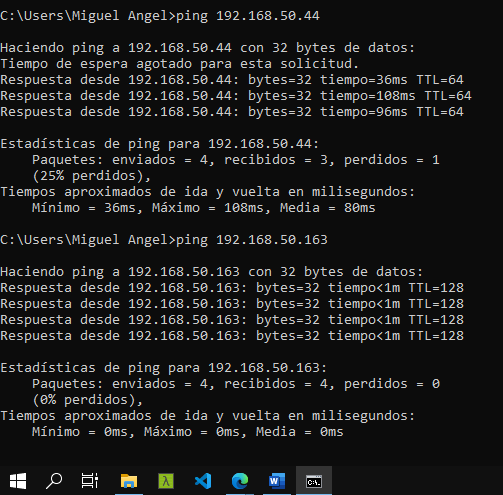 C:\Users\Miguel Angel>ping 192.168.50.44
Haciendo ping a 192.168.50.44 con 32 bytes de datos:
Tiempo de espera agotado para esta solicitud.
Respuesta desde 192.168.50.44: bytes=32 tiempo=36ms TTL=64
Respuesta desde 192.168.50.44: bytes=32 tiempo=108ms TTL=64
Respuesta desde 192.168.50.44: bytes=32 tiempo=96ms TTL=64
Estadísticas de ping para 192.168.50.44:
Paquetes: enviados = 4, recibidos = 3, perdidos = 1
(25% perdidos),
Tiempos aproximados de ida y vuelta en milisegundos:
Mínimo = 36ms, Máximo = 108ms, Media = 80ms
C:\Users\Miguel Angel>ping 192.168.50.163
Haciendo ping a 192.168.50.163 con 32 bytes de datos:
Respuesta desde 192.168.50.163: bytes=32 tiempo<1m TTL=128
Respuesta desde 192.168.50.163: bytes=32 tiempo<1m TTL=128
Respuesta desde 192.168.50.163: bytes=32 tiempo<1m TTL=128
Respuesta desde 192.168.50.163: bytes=32 tiempo<1m TTL=128
Estadísticas de ping para 192.168.50.163:
Paquetes: enviados = 4, recibidos = 4, perdidos = 0
(0% perdidos),
Tiempos aproximados de ida y vuelta en milisegundos:
Mínimo = 0ms, Máximo = 0ms, Media = 0ms